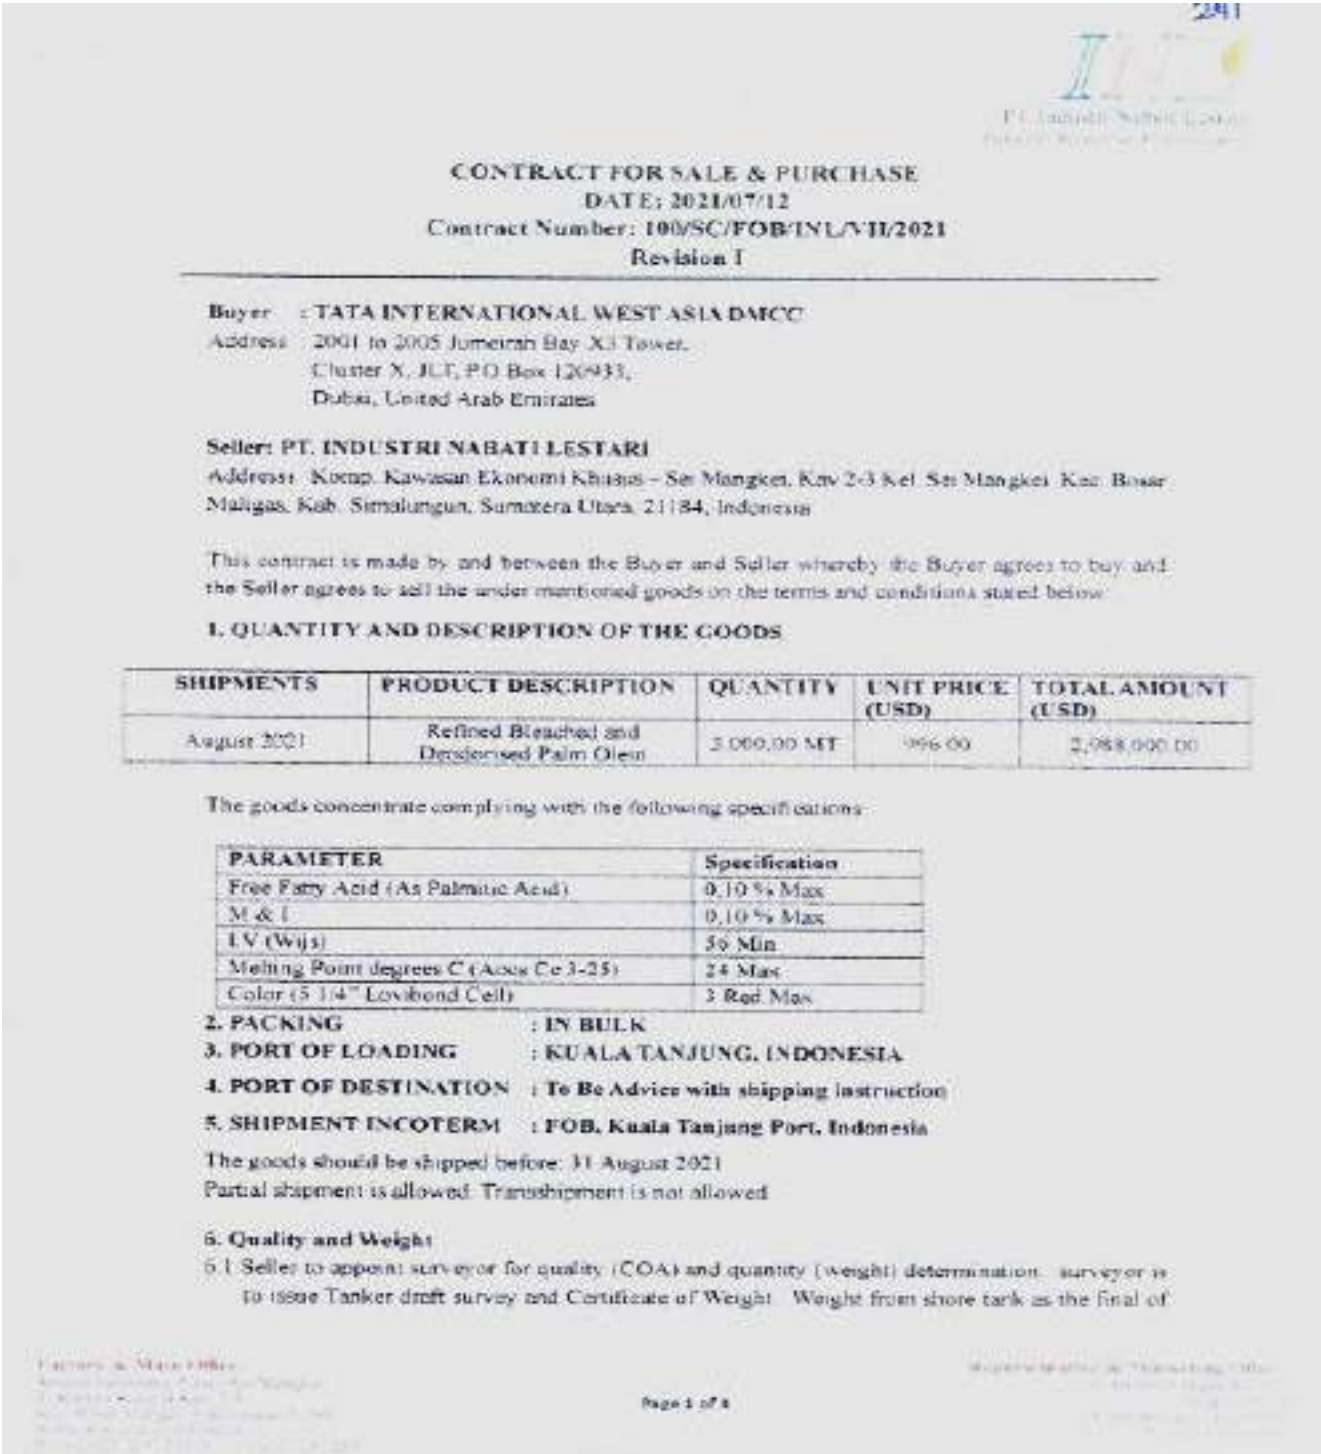 241
CONTRACT FOR SALE & PURCHASE
DATE: 2021/07/12
Contract Number: 100/SC/FOB/INL/VII/2021
Revision I
Buyer : TATA INTERNATIONAL WEST ASIA DMCC
Address : 2001 to 2005 Jumeirah Bay X3 Tower,
Cluster X, JLT, P.O Box 120933,
Dubai, United Arab Emirates
Seller: PT. INDUSTRI NABATI LESTARI
Address: Komp. Kawasan Ekonomi Khusus – Sei Mangkei, Kav 2-3 Kel. Sei Mangkei Kec. Bosar
Maligas, Kab. Simalungun, Sumatera Utara, 21184, Indonesia
This contract is made by and between the Buyer and Seller whereby the Buyer agrees to buy and
the Seller agrees to sell the under mentioned goods on the terms and conditions stated below
1. QUANTITY AND DESCRIPTION OF THE GOODS
SHIPMENTS PRODUCT DESCRIPTION QUANTITY UNIT PRICE (USD) TOTAL AMOUNT (USD)
August 2021 Refined Bleached and Deodorised Palm Olein 3.000,00 MT 996.00 2,988,000.00
The goods concentrate complying with the following specifications
PARAMETER Specification
Free Fatty Acid (As Palmitic Acid) 0,10 % Max
M & I 0,10 % Max
I.V (Wijs) 56 Min
Melting Point degrees C (Aocs Cc 3-25) 24 Max
Color (5 1/4" Lovibond Cell) 3 Red Max
2. PACKING : IN BULK
3. PORT OF LOADING : KUALA TANJUNG, INDONESIA
4. PORT OF DESTINATION : To Be Advice with shipping instruction
5. SHIPMENT INCOTERM : FOB, Kuala Tanjung Port, Indonesia
The goods should be shipped before: 31 August 2021
Partial shipment is allowed. Transshipment is not allowed
6. Quality and Weight
6.1 Seller to appoint surveyor for quality (COA) and quantity (weight) determination. surveyor is
to issue Tanker draft survey and Certificate of Weight. Weight from shore tank as the final of
Page 1 of